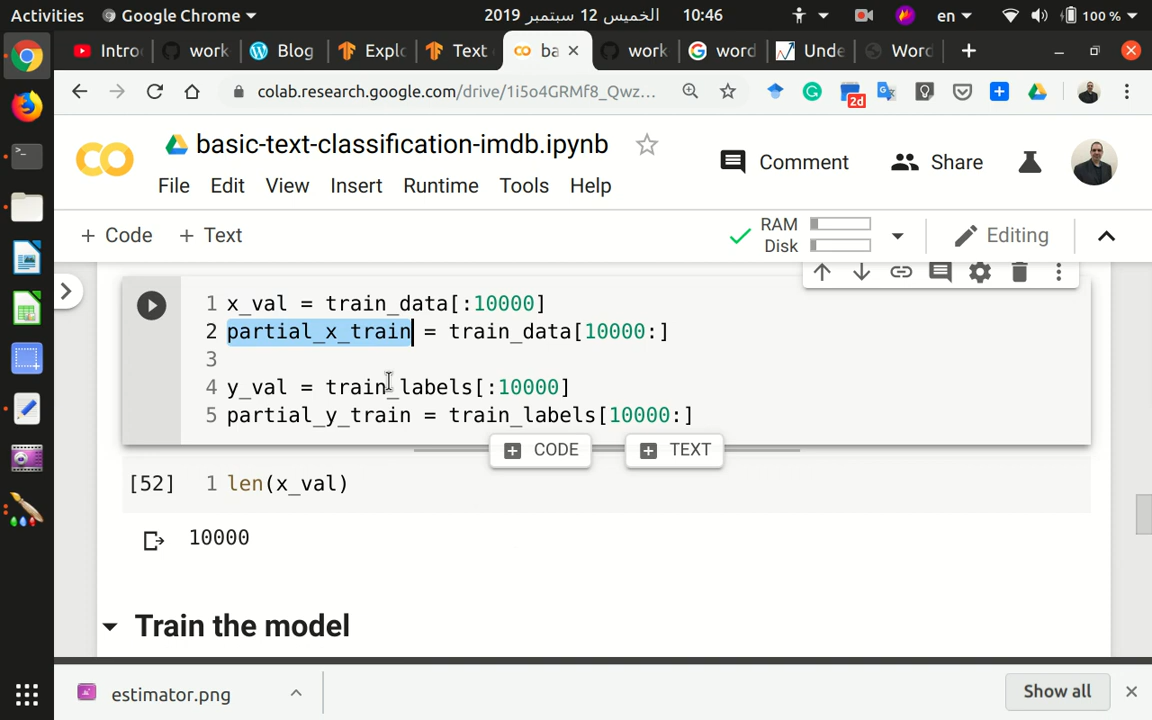 Activities Google Chrome الخميس 12 سبتمبر 2019 10:46 en 100 %
Intro work Blog Explo Text ba work word Unde Word
colab.research.google.com/drive/1i5o4GRMf8_Qwz... 2d
basic-text-classification-imdb.ipynb Comment Share
File Edit View Insert Runtime Tools Help
+ Code + Text RAM Disk Editing
1 x_val = train_data[:10000]
2 partial_x_train = train_data[10000:]
3
4 y_val = train_labels[:10000]
5 partial_y_train = train_labels[10000:]
CODE TEXT
[52] 1 len(x_val)
10000
Train the model
estimator.png Show all